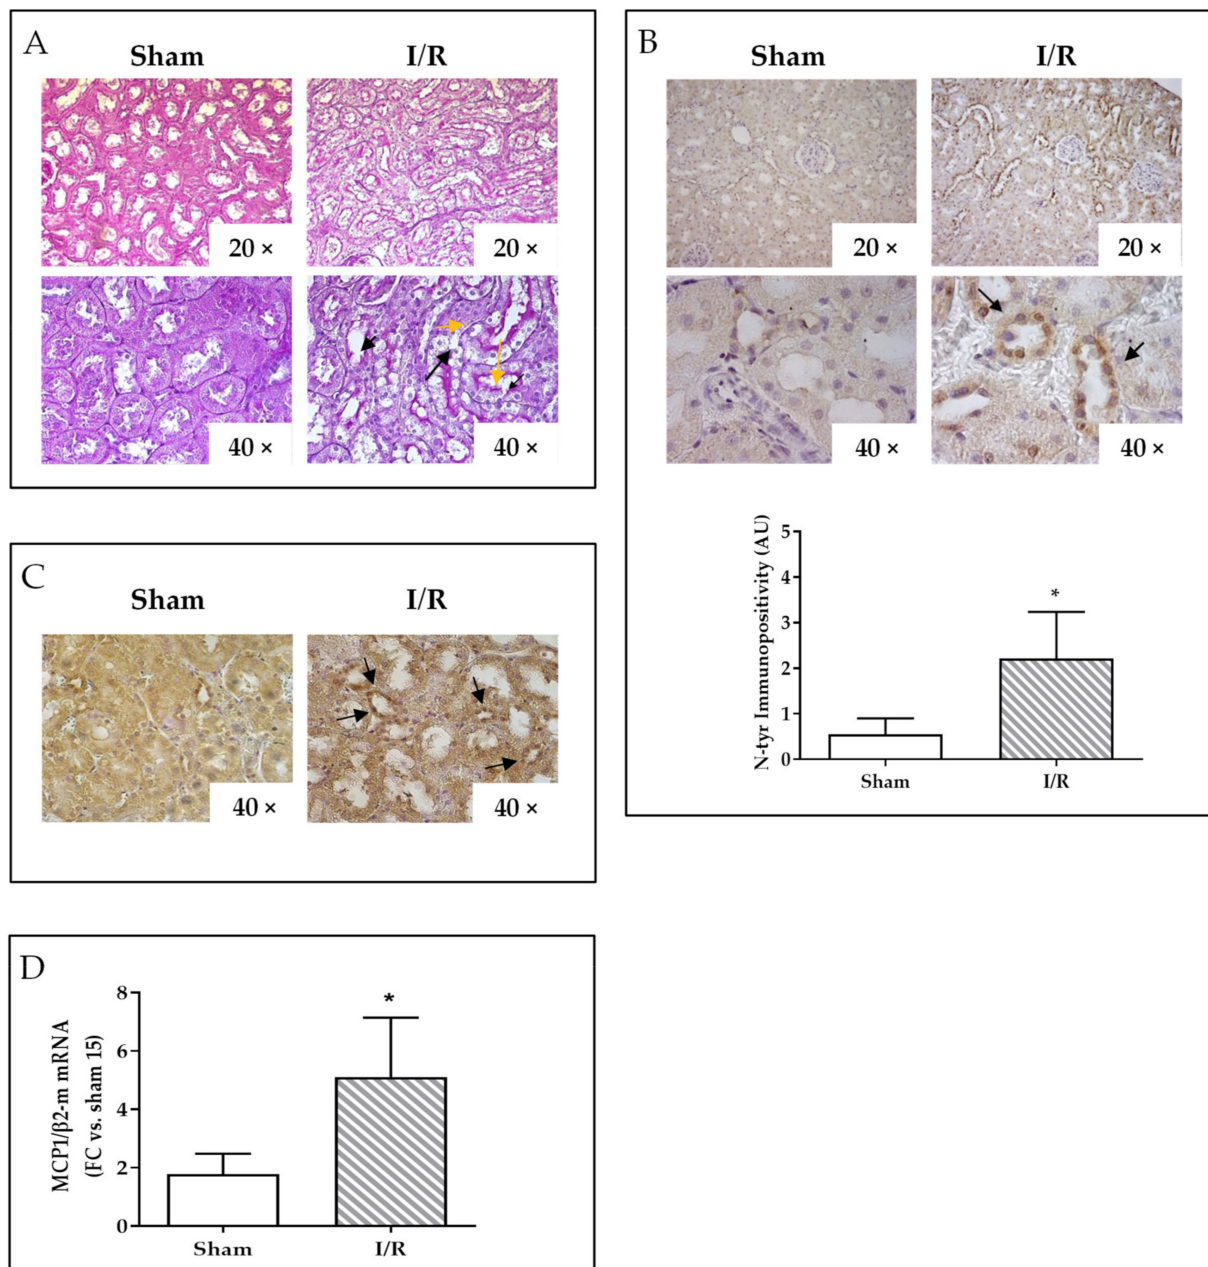 A
Sham I/R
20 × 20 ×
40 × 40 ×
B
Sham I/R
20 × 20 ×
40 × 40 ×
N-tyr Immunopositivity (AU)
5
4
3
2
1
0
*
Sham I/R
C
Sham I/R
40 × 40 ×
D
MCP1/β2-m mRNA
(FC vs. sham 15)
8
6
4
2
0
*
Sham I/R